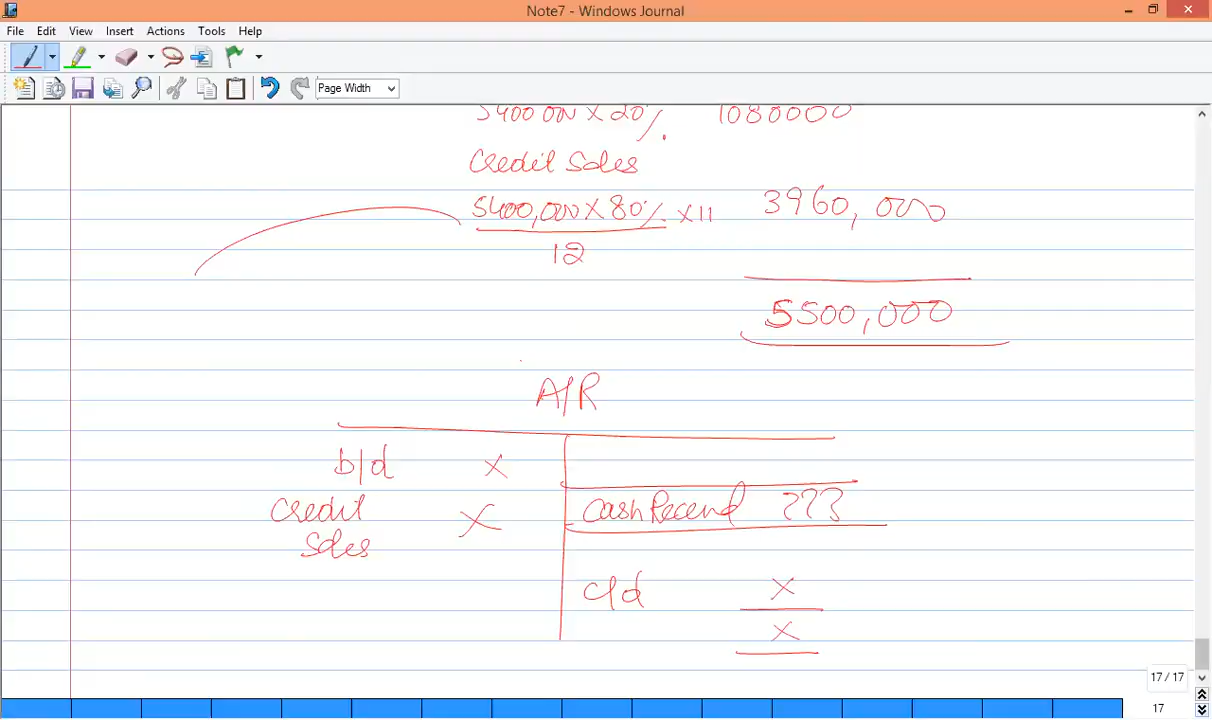 Note7 - Windows Journal
File Edit View Insert Actions Tools Help
Page Width
5400 000 X 20% 1080000
Credit Sales
5400,000 X 80% X 11 3960,000
12
5500,000
A/R
b/d X
Credit X Cash Receivd ???
Sales
c/d X
X
17 / 17
17